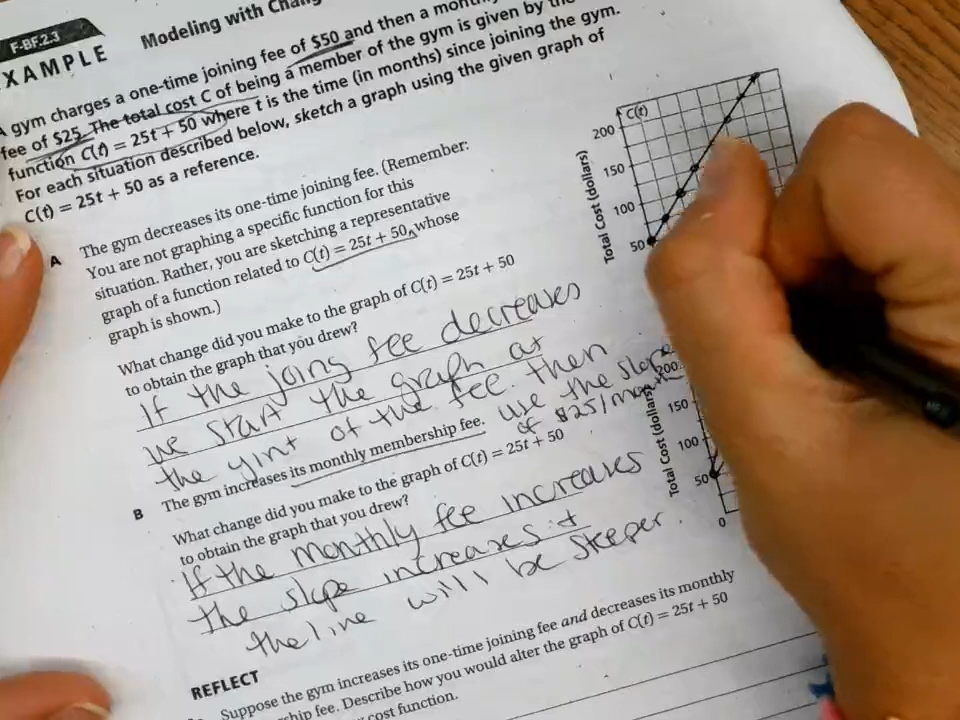 F-BF.2.3
EXAMPLE
Modeling with
gym charges a one-time joining fee of $50 and then a
fee of $25. The total cost C of being a member of the gym is given by the
function C(t) = 25t + 50 where t is the time (in months) since joining the gym.
For each situation described below, sketch a graph using the given graph of
C(t) = 25t + 50 as a reference.
A The gym decreases its one-time joining fee. (Remember:
You are not graphing a specific function for this
situation. Rather, you are sketching a representative
graph of a function related to C(t) = 25t + 50, whose
graph is shown.)
What change did you make to the graph of C(t) = 25t + 50
to obtain the graph that you drew?
If the joing fee decreases
we start the graph at
the yint of the fee. then
use the slope
of $25/month
B The gym increases its monthly membership fee.
What change did you make to the graph of C(t) = 25t + 50
to obtain the graph that you drew?
If the monthly fee increases
the slope increases +
the line will be steeper.
REFLECT
Suppose the gym increases its one-time joining fee and decreases its monthly
fee. Describe how you would alter the graph of C(t) = 25t + 50
cost function.
C(t)
200
150
100
50
Total Cost (dollars)
200
150
100
50
0
Total Cost (dollars)